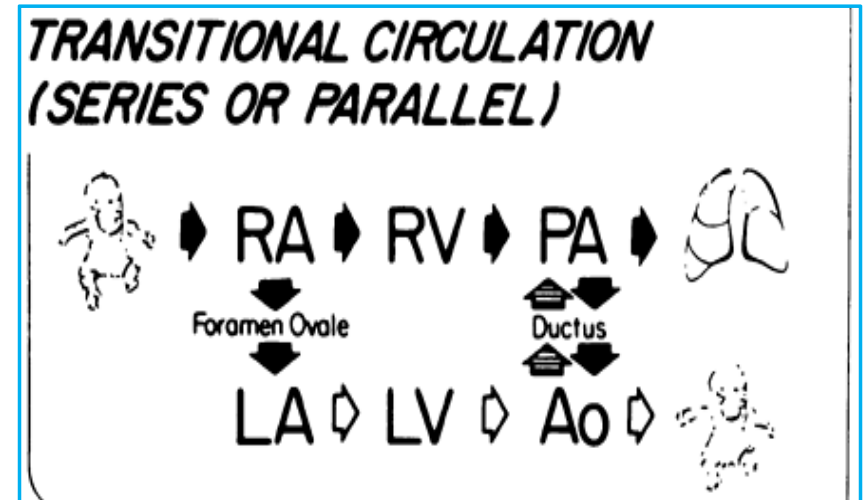 TRANSITIONAL CIRCULATION
(SERIES OR PARALLEL)
RA RV PA
Foramen Ovale Ductus
LA LV Ao